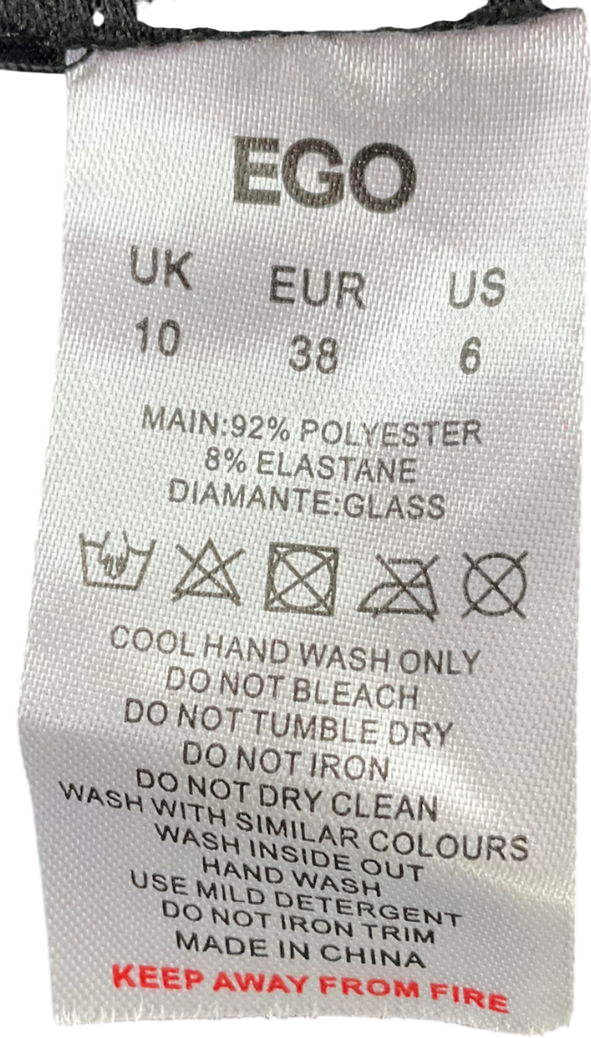 EGO
UK EUR US
10 38 6
MAIN:92% POLYESTER
8% ELASTANE
DIAMANTE:GLASS
COOL HAND WASH ONLY
DO NOT BLEACH
DO NOT TUMBLE DRY
DO NOT IRON
DO NOT DRY CLEAN
WASH WITH SIMILAR COLOURS
WASH INSIDE OUT
HAND WASH
USE MILD DETERGENT
DO NOT IRON TRIM
MADE IN CHINA
KEEP AWAY FROM FIRE